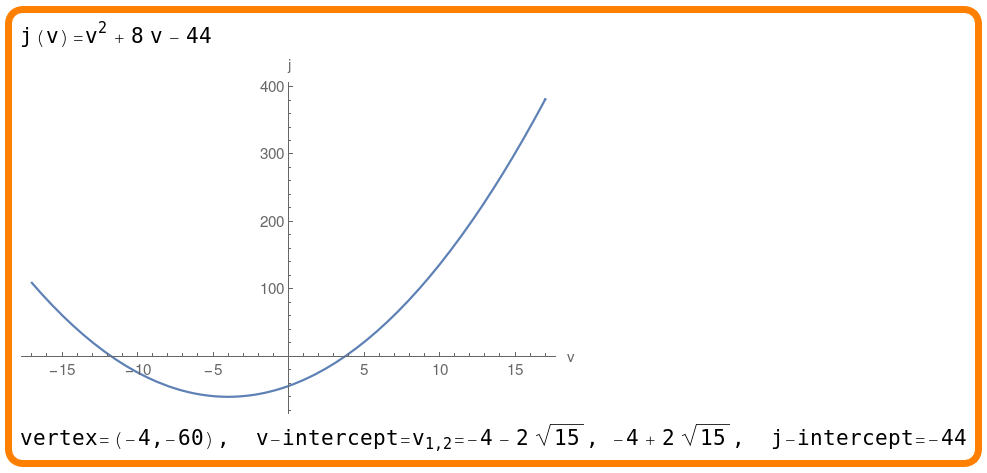 j(v)=v² + 8 v - 44
j
400
300
200
100
-15 -10 -5 5 10 15 v
vertex=(-4,-60), v-intercept=v₁,₂=-4-2√15, -4+2√15, j-intercept=-44